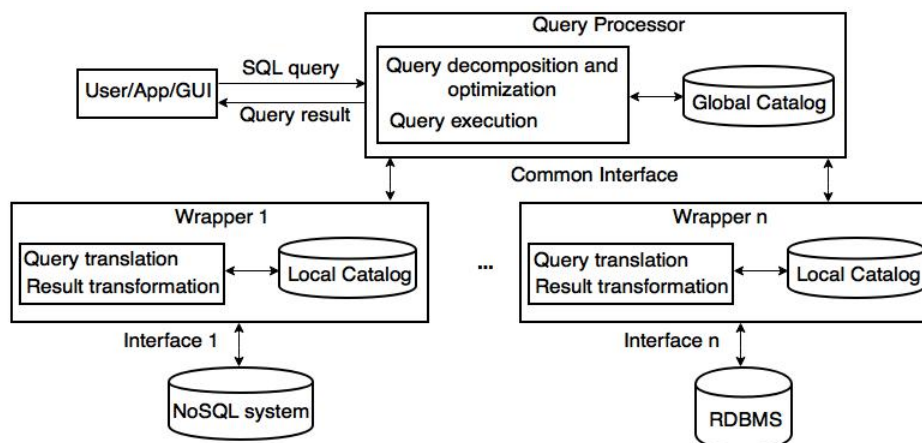 Query Processor
SQL query
User/App/GUI
Query result
Query decomposition and
optimization
Query execution
Global Catalog
Common Interface
Wrapper 1
Query translation
Result transformation
Local Catalog
...
Wrapper n
Query translation
Result transformation
Local Catalog
Interface 1
Interface n
NoSQL system
RDBMS